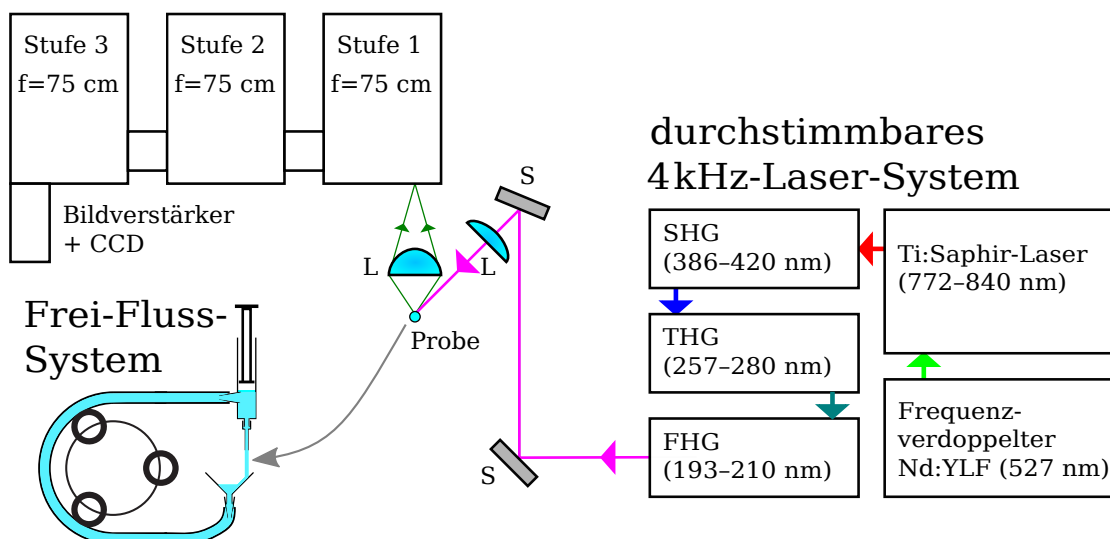 Stufe 3
f=75 cm
Stufe 2
f=75 cm
Stufe 1
f=75 cm
Bildverstärker
+ CCD
L
L
S
Probe
Frei-Fluss-
System
S
durchstimmbares
4 kHz-Laser-System
SHG
(386–420 nm)
THG
(257–280 nm)
FHG
(193–210 nm)
Ti:Saphir-Laser
(772–840 nm)
Frequenz-
verdoppelter
Nd:YLF (527 nm)